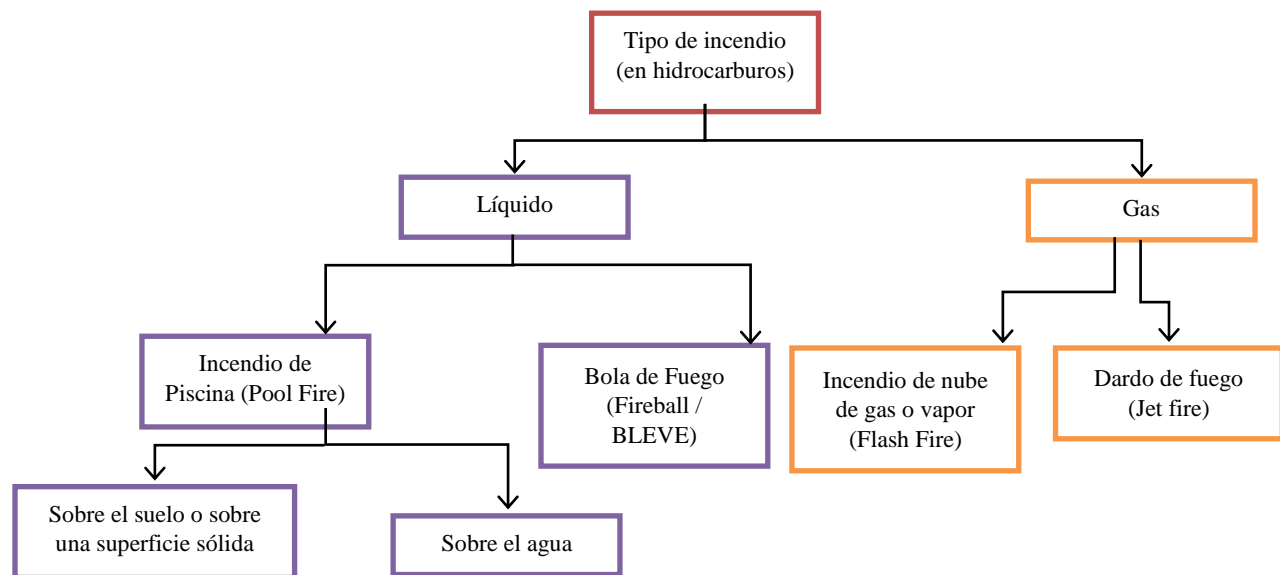 Tipo de incendio
(en hidrocarburos)
Líquido
Gas
Incendio de
Piscina (Pool Fire)
Bola de Fuego
(Fireball /
BLEVE)
Incendio de nube
de gas o vapor
(Flash Fire)
Dardo de fuego
(Jet fire)
Sobre el suelo o sobre
una superficie sólida
Sobre el agua